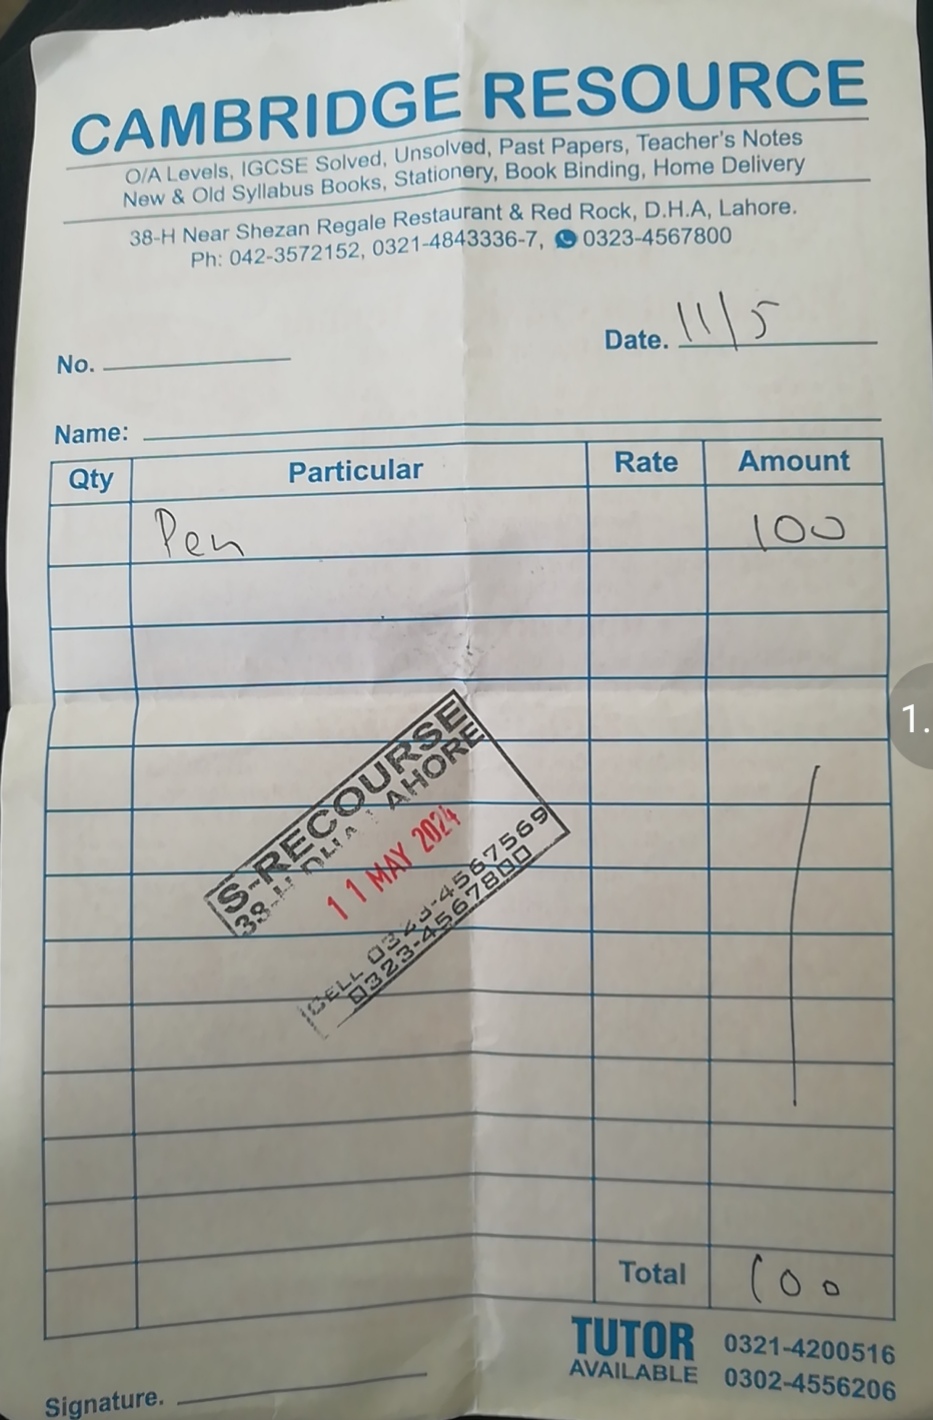 CAMBRIDGE RESOURCE
O/A Levels, IGCSE Solved, Unsolved, Past Papers, Teacher's Notes
New & Old Syllabus Books, Stationery, Book Binding, Home Delivery
38-H Near Shezan Regale Restaurant & Red Rock, D.H.A, Lahore.
Ph: 042-3572152, 0321-4843336-7, 0323-4567800
No. Date. 11/5
Name:
Qty Particular Rate Amount
Pen 100
S-RECOURSE
38-H AHORE
11 MAY 2024
CELL 0323-4567569
0323-4567800
Total 100
TUTOR 0321-4200516
AVAILABLE 0302-4556206
Signature.
1.